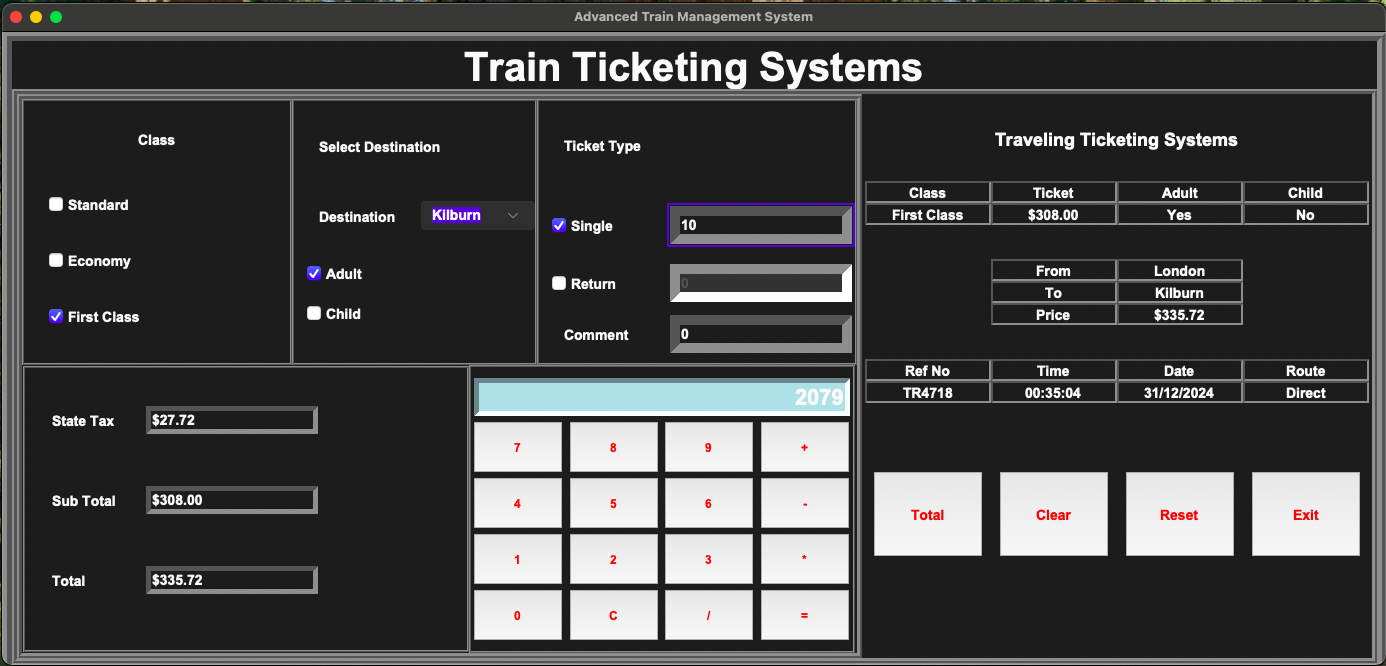 Advanced Train Management System
Train Ticketing Systems
Class
Standard
Economy
First Class
Select Destination
Destination Kilburn
Adult
Child
Ticket Type
Single 10
Return 0
Comment 0
State Tax $27.72
Sub Total $308.00
Total $335.72
2079
7 8 9 +
4 5 6 -
1 2 3 *
0 C / =
Traveling Ticketing Systems
Class Ticket Adult Child
First Class $308.00 Yes No
From London
To Kilburn
Price $335.72
Ref No Time Date Route
TR4718 00:35:04 31/12/2024 Direct
Total Clear Reset Exit